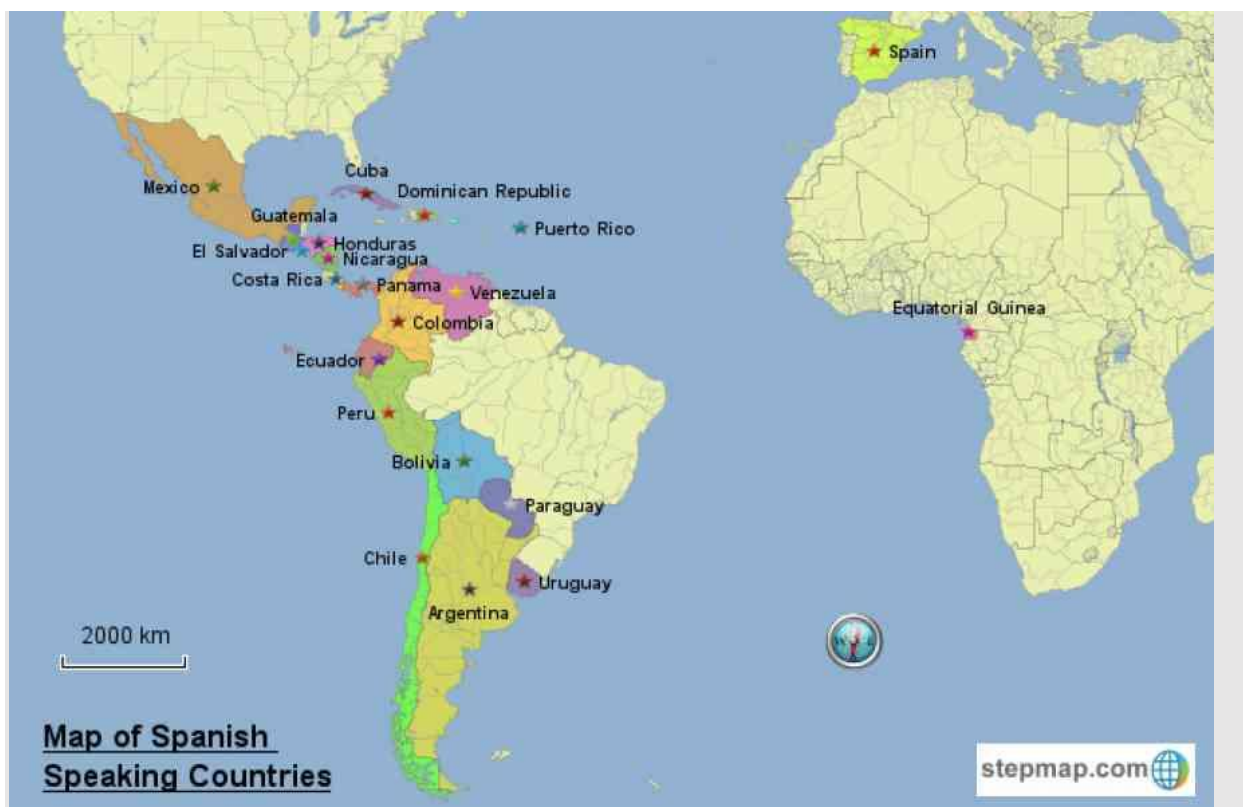 Spain
Cuba
Mexico
Dominican Republic
Guatemala
Puerto Rico
El Salvador
Honduras
Nicaragua
Costa Rica
Panama
Venezuela
Equatorial Guinea
Colombia
Ecuador
Peru
Bolivia
Paraguay
Chile
Uruguay
Argentina
2000 km
Map of Spanish
Speaking Countries
stepmap.com